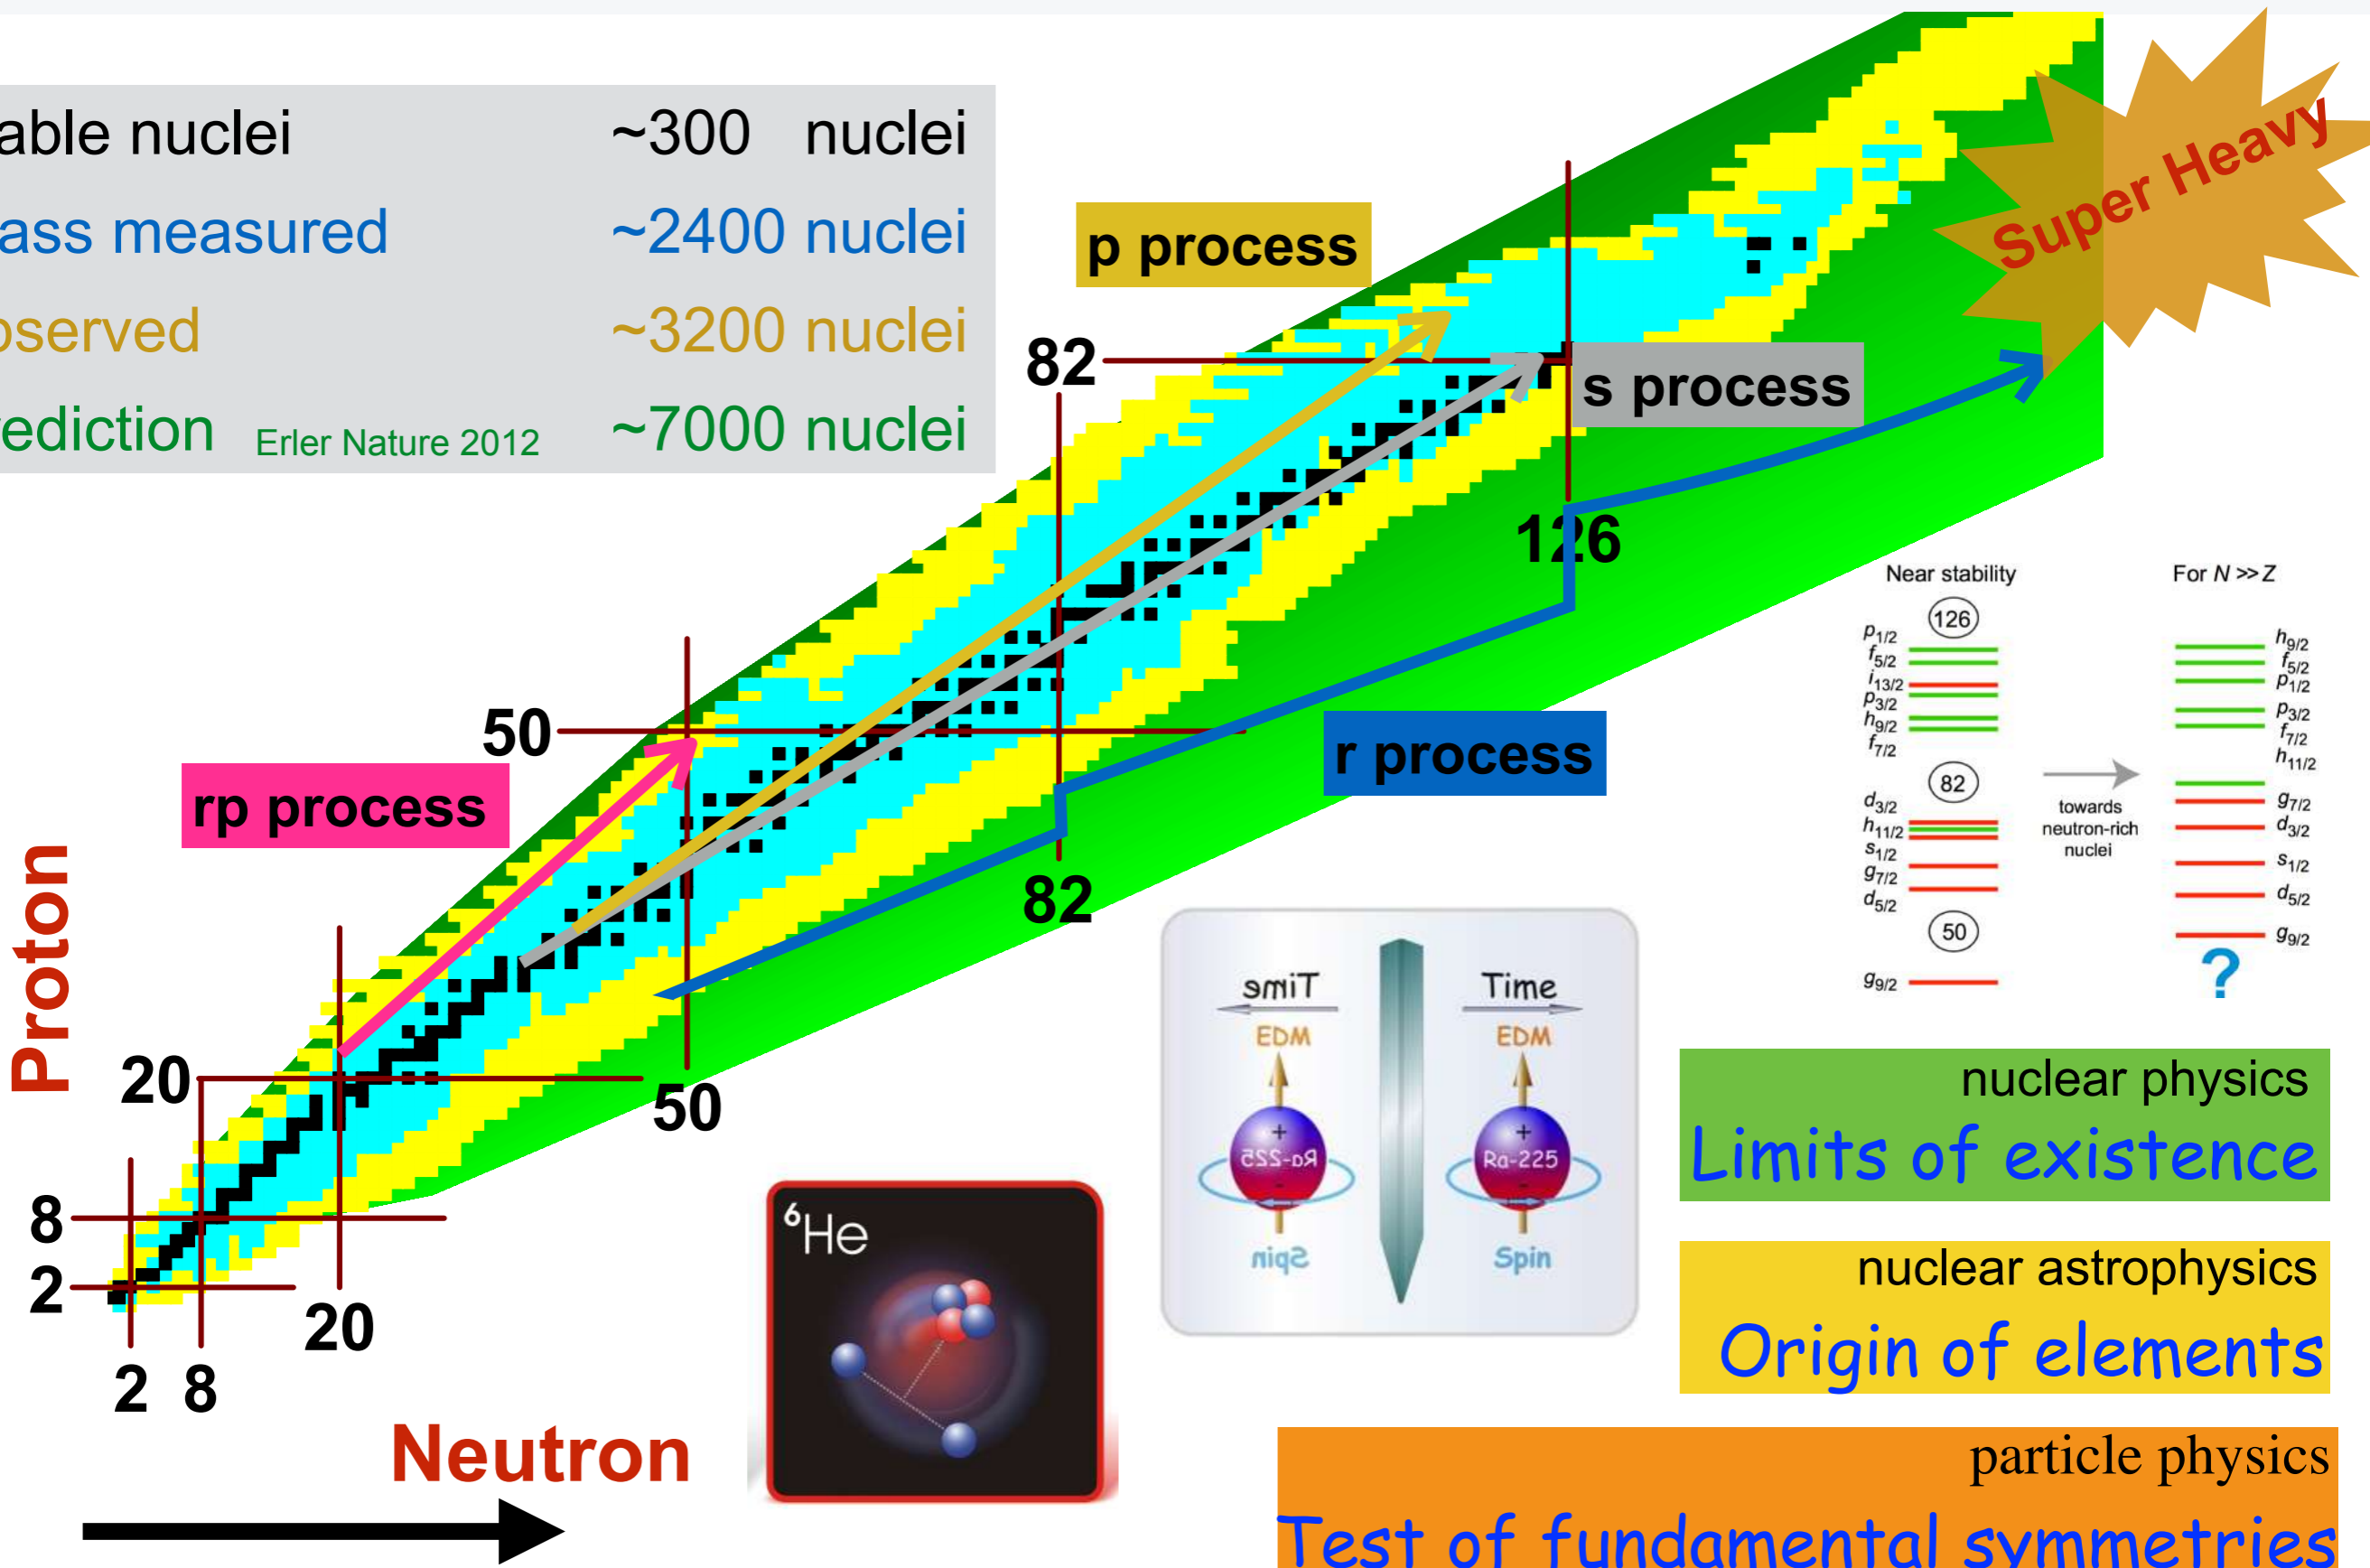 able nuclei ~300 nuclei
ass measured ~2400 nuclei
bserved ~3200 nuclei
rediction Erler Nature 2012 ~7000 nuclei
p process
Super Heavy
82
s process
126
50
r process
rp process
82
20
50
8
2
20
2 8
Proton
Neutron
Near stability
For N >> Z
126
p1/2
f5/2
i13/2
p3/2
h9/2
f7/2
82
d3/2
h11/2
s1/2
g7/2
d5/2
50
g9/2
towards
neutron-rich
nuclei
h9/2
f5/2
p1/2
p3/2
f7/2
h11/2
g7/2
d3/2
s1/2
d5/2
g9/2
?
Time
EDM
+
Ra-225
-
Spin
Time
EDM
+
Ra-225
-
Spin
6He
nuclear physics
Limits of existence
nuclear astrophysics
Origin of elements
particle physics
Test of fundamental symmetries